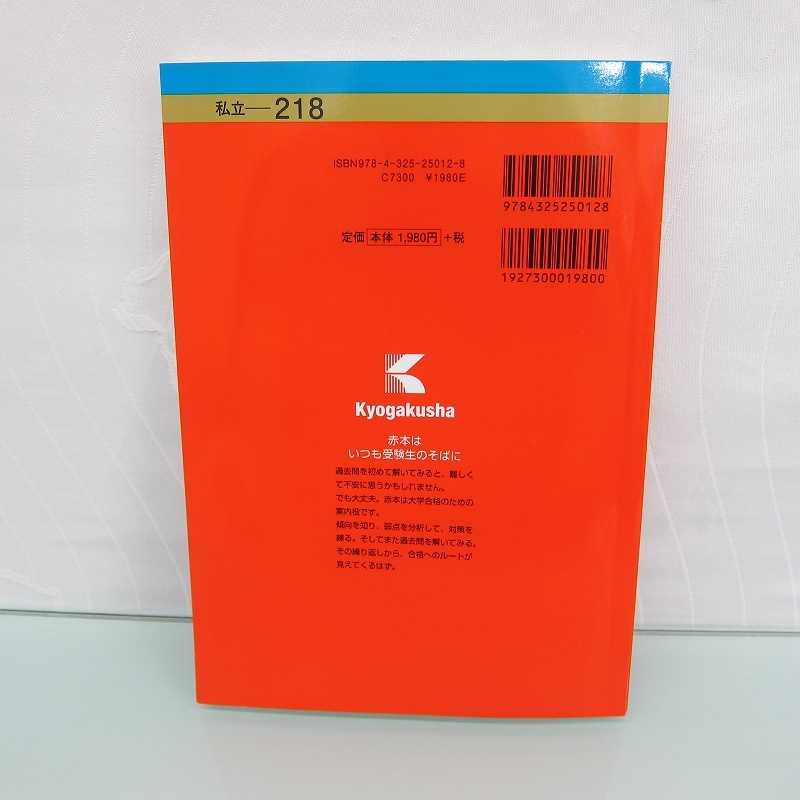 私立―218
ISBN978-4-325-25012-8
C7300 ¥1980E
9784325250128
定価 本体 1,980円 +税
1927300019800
Kyogakusha
赤本は
いつも受験生のそばに
過去問を初めて解いてみると、難しく
て不安に思うかもしれません。
でも大丈夫。赤本は大学合格のための
案内役です。
傾向を知り、弱点を分析して、対策を
練る。そしてまた過去問を解いてみる。
その繰り返しから、合格へのルートが
見えてくるはず。